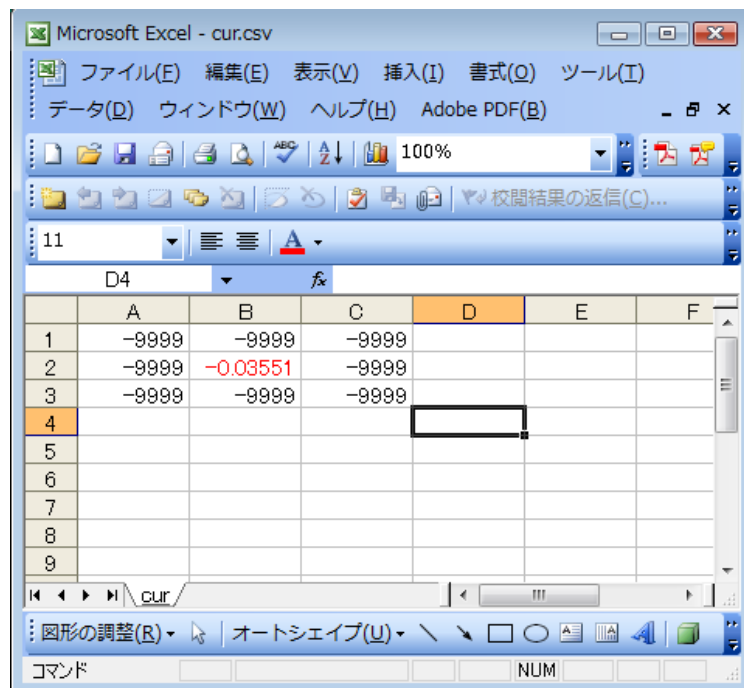 Microsoft Excel - cur.csv
ファイル(F) 編集(E) 表示(V) 挿入(I) 書式(O) ツール(T)
データ(D) ウィンドウ(W) ヘルプ(H) Adobe PDF(B)
100%
校閲結果の返信(C)...
11
D4 fx
A B C D E F
1 -9999 -9999 -9999
2 -9999 -0.03551 -9999
3 -9999 -9999 -9999
4
5
6
7
8
9
cur
図形の調整(R) オートシェイプ(U)
コマンド NUM